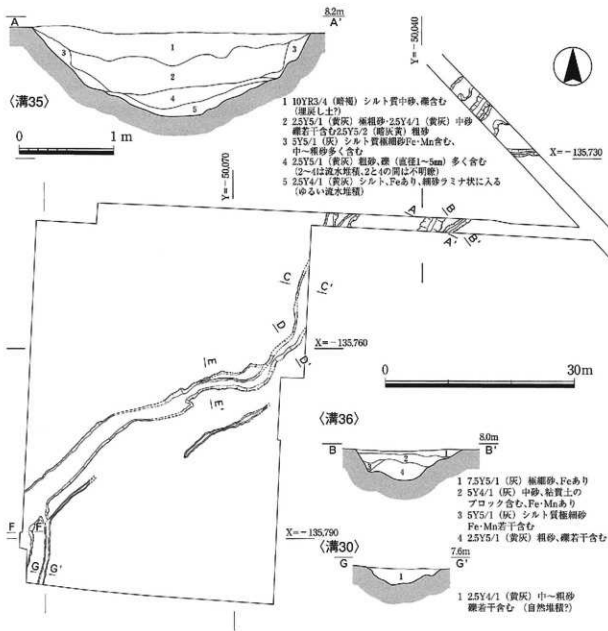 A
A'
8.2m
1
3
3
2
4
5
〈溝35〉
0
1 m
1 10YR3/4（暗褐）シルト質中砂、礫含む
（埋戻し土?）
2 2.5Y5/1（黄灰）極粗砂・2.5Y4/1（黄灰）中砂
礫若干含む2.5Y5/2（暗灰黄）粗砂
3 5Y5/1（灰）シルト質極細砂Fe・Mn含む、
中〜粗砂多く含む
4 2.5Y5/1（黄灰）粗砂、礫（直径1〜5㎜）多く含む
（2〜4は流水堆積、2と4の間は不明瞭）
5 2.5Y4/1（黄灰）シルト、Feあり、細砂ラミナ状に入る
（ゆるい流水堆積）
Y=－50,040
X=－135,730
Y=－50,070
A
A'
B
B'
C
C'
D
D'
E
E'
X=－135,760
0
30m
F
F'
G
G'
X=－135,790
〈溝36〉
B
B'
8.0m
1
2
3
4
1 7.5Y5/1（灰）極細砂、Feあり
2 5Y4/1（灰）中砂、粘質土の
ブロック含む、Fe・Mnあり
3 5Y5/1（灰）シルト質極細砂
Fe・Mn若干含む
4 2.5Y5/1（黄灰）粗砂、礫若干含む
〈溝30〉
G
G'
7.6m
1
1 2.5Y4/1（黄灰）中〜粗砂
礫若干含む （自然堆積?）